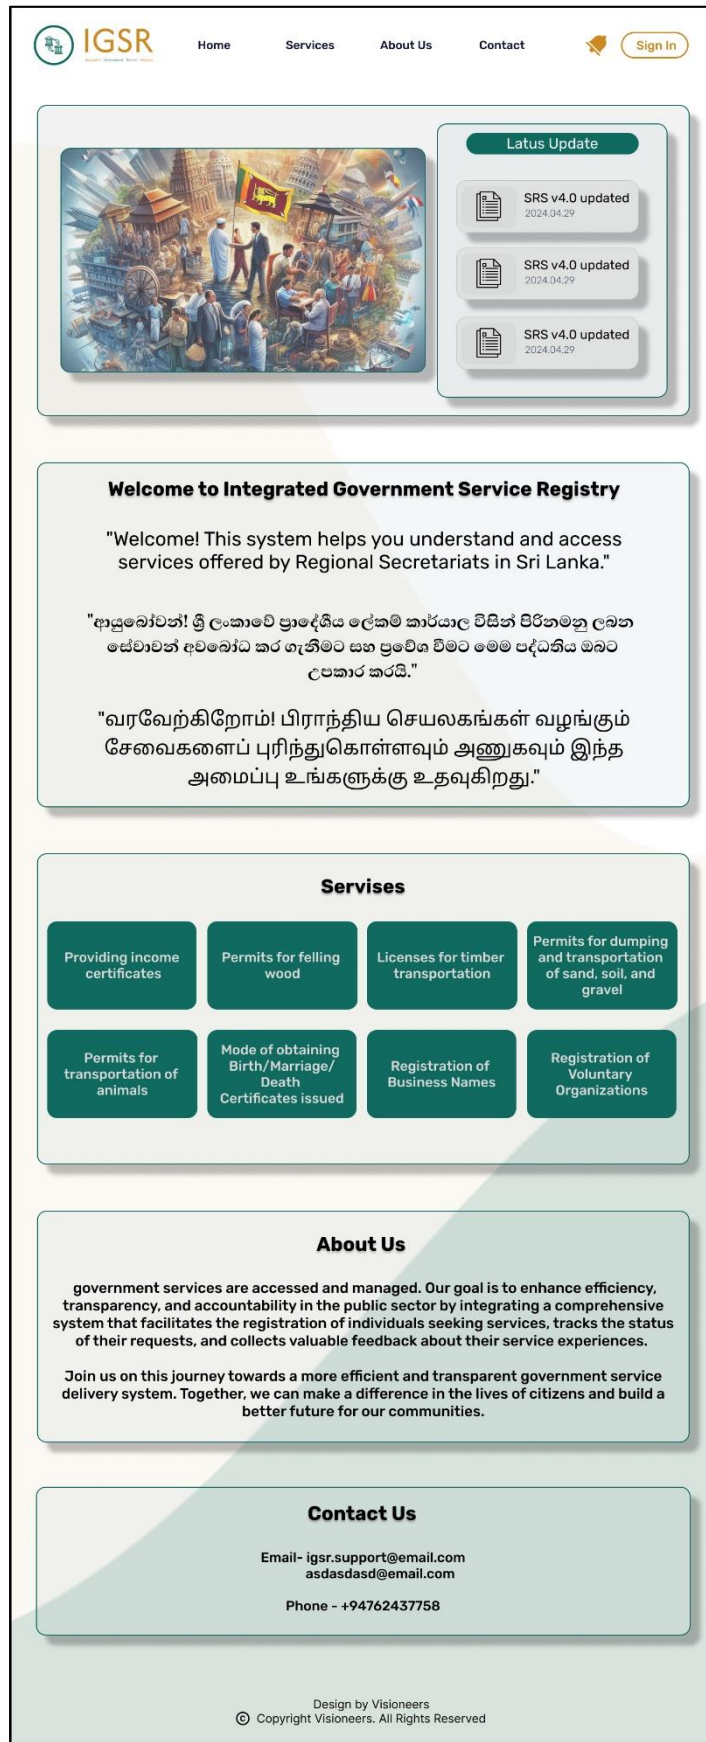 IGSR
Home
Services
About Us
Contact
Sign In
Latus Update
SRS v4.0 updated
2024.04.29
SRS v4.0 updated
2024.04.29
SRS v4.0 updated
2024.04.29
Welcome to Integrated Government Service Registry
"Welcome! This system helps you understand and access
services offered by Regional Secretariats in Sri Lanka."
"ආයුබෝවන්! ශ්‍රී ලංකාවේ ප්‍රාදේශීය ලේකම් කාර්යාල විසින් පිරිනමනු ලබන
සේවාවන් අවබෝධ කර ගැනීමට සහ ප්‍රවේශ වීමට මෙම පද්ධතිය ඔබට
උපකාර කරයි."
"வரவேற்கிறோம்! பிராந்திய செயலகங்கள் வழங்கும்
சேவைகளைப் புரிந்துகொள்ளவும் அணுகவும் இந்த
அமைப்பு உங்களுக்கு உதவுகிறது."
Servises
Providing income
certificates
Permits for felling
wood
Licenses for timber
transportation
Permits for dumping
and transportation
of sand, soil, and
gravel
Permits for
transportation of
animals
Mode of obtaining
Birth/Marriage/
Death
Certificates issued
Registration of
Business Names
Registration of
Voluntary
Organizations
About Us
government services are accessed and managed. Our goal is to enhance efficiency,
transparency, and accountability in the public sector by integrating a comprehensive
system that facilitates the registration of individuals seeking services, tracks the status
of their requests, and collects valuable feedback about their service experiences.
Join us on this journey towards a more efficient and transparent government service
delivery system. Together, we can make a difference in the lives of citizens and build a
better future for our communities.
Contact Us
Email- igsr.support@email.com
asdasdasd@email.com
Phone - +94762437758
Design by Visioneers
© Copyright Visioneers. All Rights Reserved